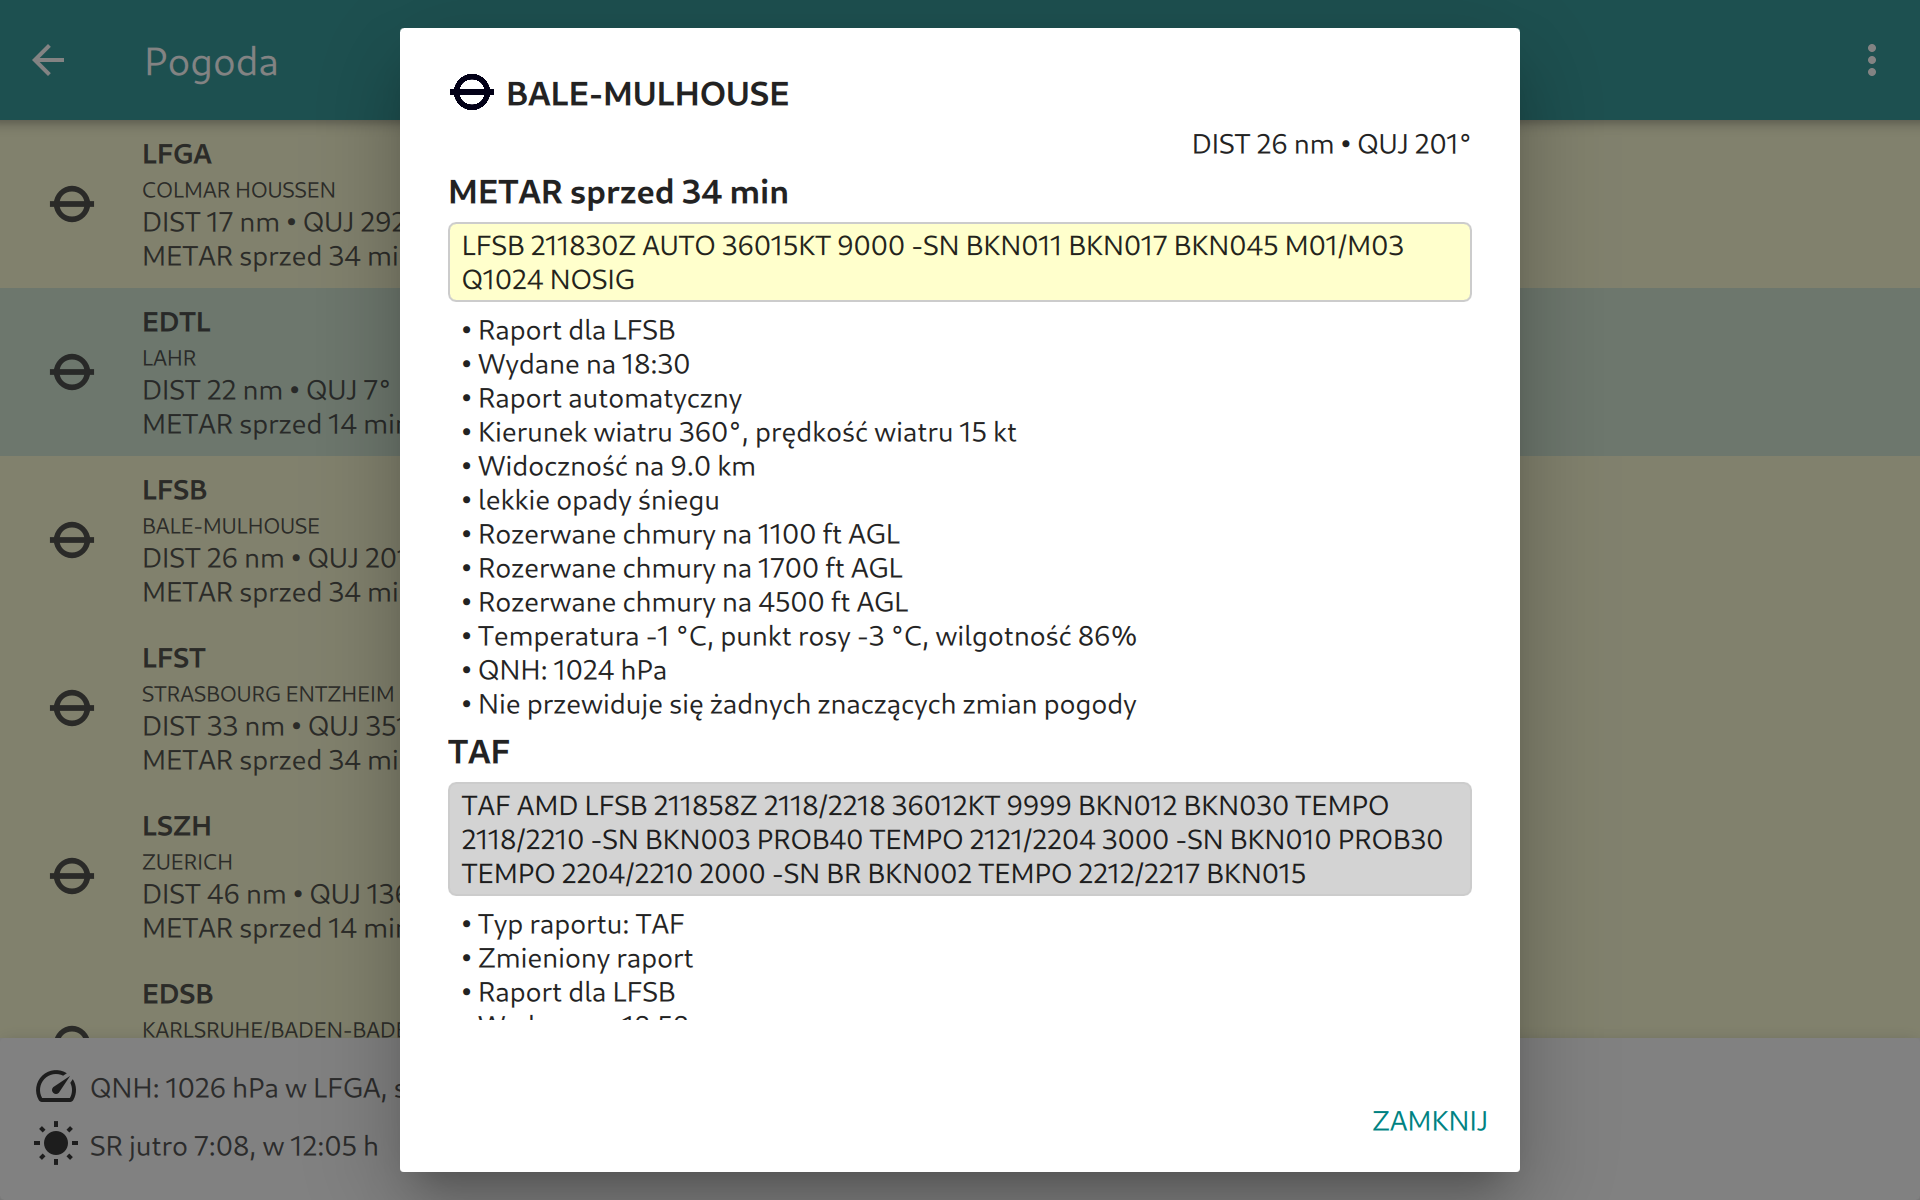 Pogoda
LFGA
COLMAR HOUSSEN
DIST 17 nm • QUJ 292
METAR sprzed 34 mi
EDTL
LAHR
DIST 22 nm • QUJ 7°
METAR sprzed 14 min
LFSB
BALE-MULHOUSE
DIST 26 nm • QUJ 201
METAR sprzed 34 mi
LFST
STRASBOURG ENTZHEIM
DIST 33 nm • QUJ 351
METAR sprzed 34 mi
LSZH
ZUERICH
DIST 46 nm • QUJ 136
METAR sprzed 14 min
EDSB
KARLSRUHE/BADEN-BADE
QNH: 1026 hPa w LFGA, s
SR jutro 7:08, w 12:05 h
BALE-MULHOUSE
DIST 26 nm • QUJ 201°
METAR sprzed 34 min
LFSB 211830Z AUTO 36015KT 9000 -SN BKN011 BKN017 BKN045 M01/M03
Q1024 NOSIG
• Raport dla LFSB
• Wydane na 18:30
• Raport automatyczny
• Kierunek wiatru 360°, prędkość wiatru 15 kt
• Widoczność na 9.0 km
• lekkie opady śniegu
• Rozerwane chmury na 1100 ft AGL
• Rozerwane chmury na 1700 ft AGL
• Rozerwane chmury na 4500 ft AGL
• Temperatura -1 °C, punkt rosy -3 °C, wilgotność 86%
• QNH: 1024 hPa
• Nie przewiduje się żadnych znaczących zmian pogody
TAF
TAF AMD LFSB 211858Z 2118/2218 36012KT 9999 BKN012 BKN030 TEMPO
2118/2210 -SN BKN003 PROB40 TEMPO 2121/2204 3000 -SN BKN010 PROB30
TEMPO 2204/2210 2000 -SN BR BKN002 TEMPO 2212/2217 BKN015
• Typ raportu: TAF
• Zmieniony raport
• Raport dla LFSB
ZAMKNIJ